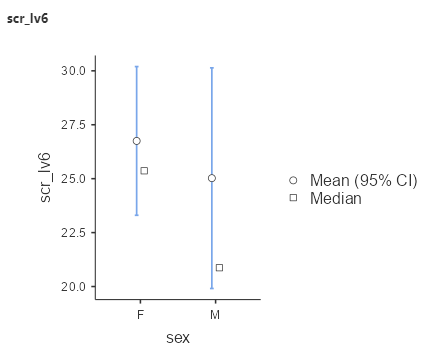 scr_lv6
30.0
27.5
25.0
22.5
20.0
scr_lv6
F
M
sex
Mean (95% CI)
Median